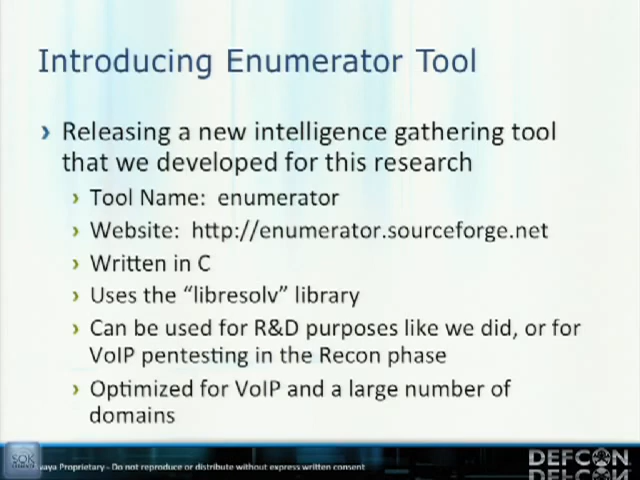 Introducing Enumerator Tool
› Releasing a new intelligence gathering tool
that we developed for this research
› Tool Name: enumerator
› Website: http://enumerator.sourceforge.net
› Written in C
› Uses the “libresolv” library
› Can be used for R&D purposes like we did, or for
VoIP pentesting in the Recon phase
› Optimized for VoIP and a large number of
domains
Proprietary - Do not reproduce or distribute without express written consent
DEFCON